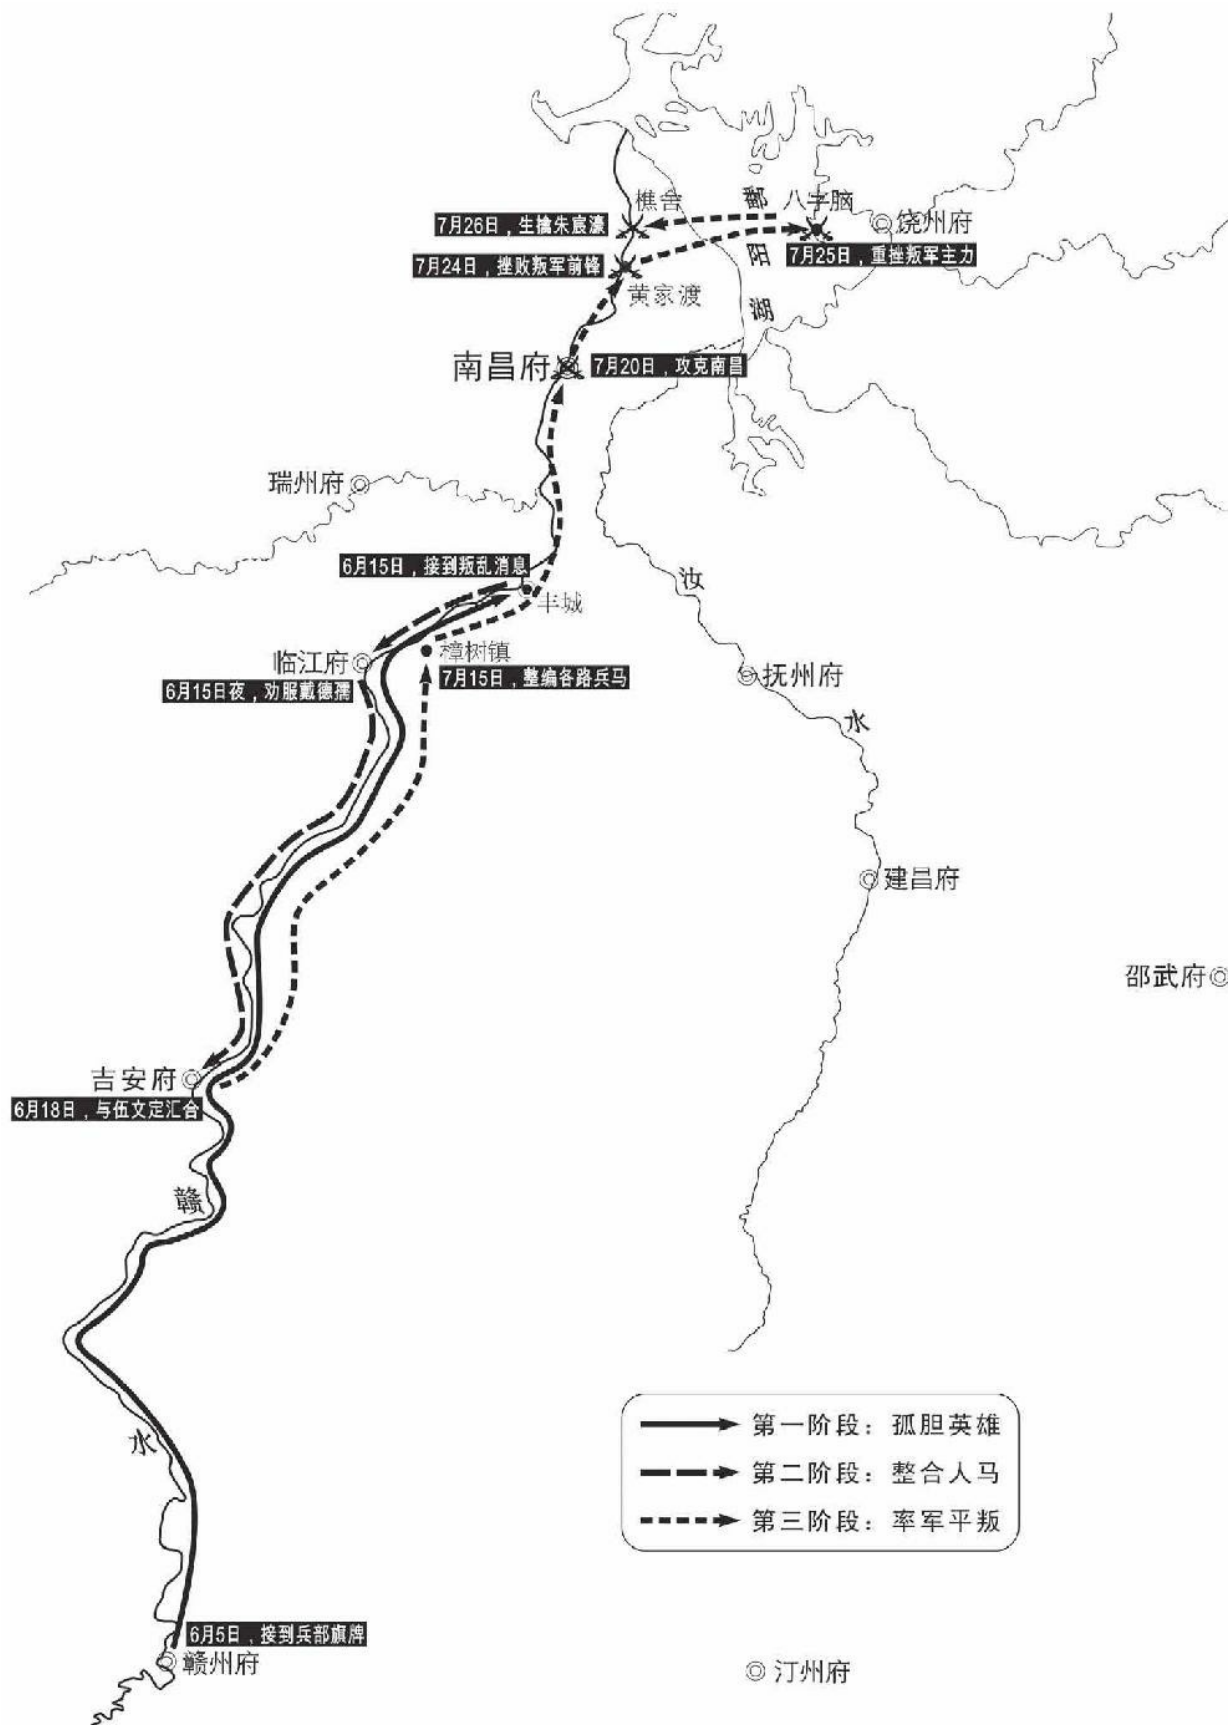 樵舍
鄱阳湖
八字脑
7月26日，生擒朱宸濠
饶州府
7月25日，重挫叛军主力
7月24日，挫败叛军前锋
黄家渡
南昌府
7月20日，攻克南昌
瑞州府
6月15日，接到叛乱消息
丰城
汝水
临江府
樟树镇
7月15日，整编各路兵马
6月15日夜，劝服戴德孺
抚州府
建昌府
邵武府
吉安府
6月18日，与伍文定汇合
赣水
第一阶段：孤胆英雄
第二阶段：整合人马
第三阶段：率军平叛
6月5日，接到兵部旗牌
赣州府
汀州府